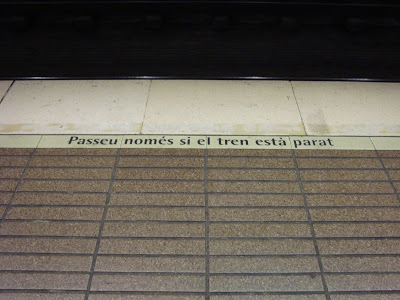 Passeu només si el tren està parat